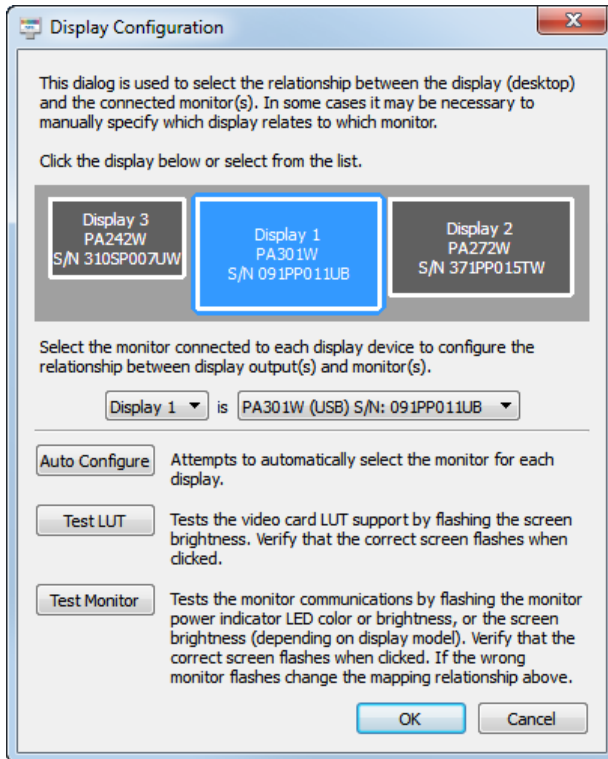 Display Configuration
This dialog is used to select the relationship between the display (desktop)
and the connected monitor(s). In some cases it may be necessary to
manually specify which display relates to which monitor.
Click the display below or select from the list.
Display 3
PA242W
S/N 310SP007UW
Display 1
PA301W
S/N 091PP011UB
Display 2
PA272W
S/N 371PP015TW
Select the monitor connected to each display device to configure the
relationship between display output(s) and monitor(s).
Display 1 is PA301W (USB) S/N: 091PP011UB
Auto Configure
Attempts to automatically select the monitor for each
display.
Test LUT
Tests the video card LUT support by flashing the screen
brightness. Verify that the correct screen flashes when
clicked.
Test Monitor
Tests the monitor communications by flashing the monitor
power indicator LED color or brightness, or the screen
brightness (depending on display model). Verify that the
correct screen flashes when clicked. If the wrong
monitor flashes change the mapping relationship above.
OK
Cancel